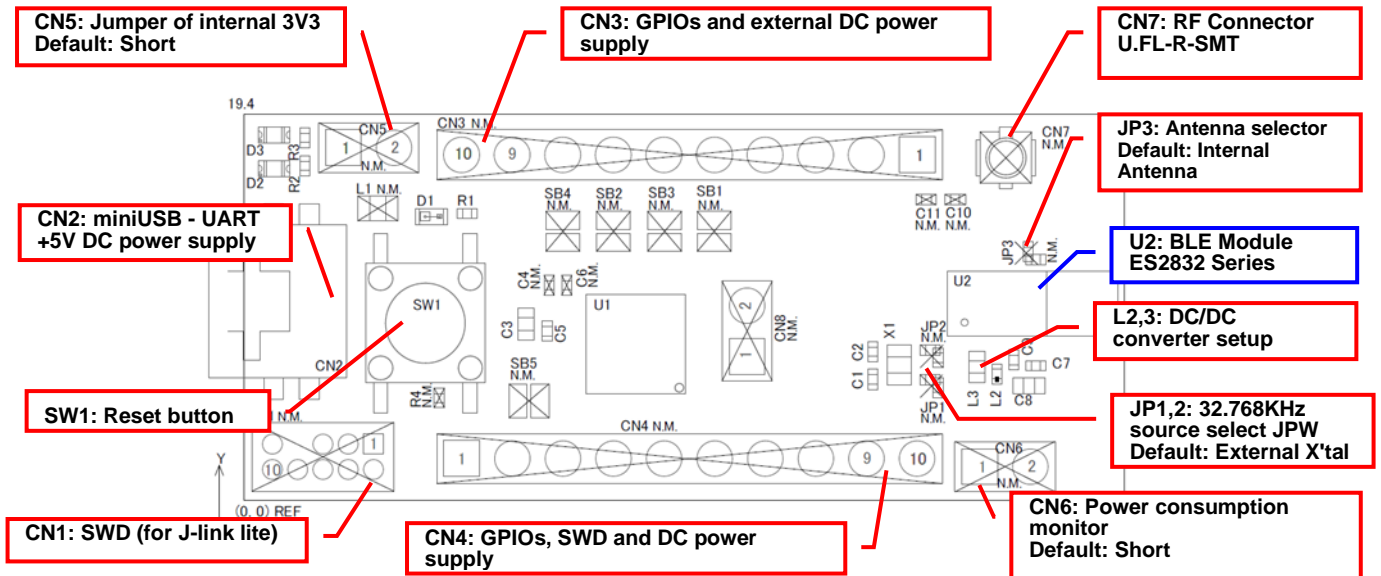 CN5: Jumper of internal 3V3
Default: Short
CN3: GPIOs and external DC power
supply
CN7: RF Connector
U.FL-R-SMT
19.4
CN5
1
2
N.M.
D3
R3
D2
R2
CN3 N.M.
10
9
1
CN7
N.M.
JP3: Antenna selector
Default: Internal
Antenna
L1 N.M.
D1
R1
SB4
N.M.
SB2
N.M.
SB3
N.M.
SB1
N.M.
C11
N.M.
C10
N.M.
CN2: miniUSB - UART
+5V DC power supply
JP3
N.M.
U2: BLE Module
ES2832 Series
C4
N.M.
C6
N.M.
U1
U2
2
1
CN8
N.M.
SW1
C3
C5
X1
C2
C1
JP2
N.M.
JP1
N.M.
L2,3: DC/DC
converter setup
C7
L3
L2
C8
CN2
SB5
N.M.
R4
N.M.
SW1: Reset button
N.M.
1
10
CN4 N.M.
1
9
10
CN6
1
2
N.M.
JP1,2: 32.768KHz
source select JPW
Default: External X'tal
Y
(0, 0) REF
CN1: SWD (for J-link lite)
CN4: GPIOs, SWD and DC power
supply
CN6: Power consumption
monitor
Default: Short